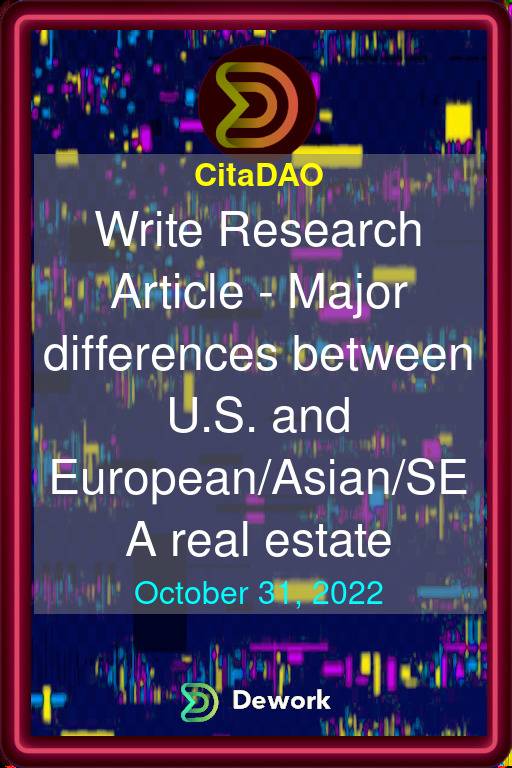 CitaDAO
Write Research
Article - Major
differences between
U.S. and
European/Asian/SE
A real estate
October 31, 2022
Dework